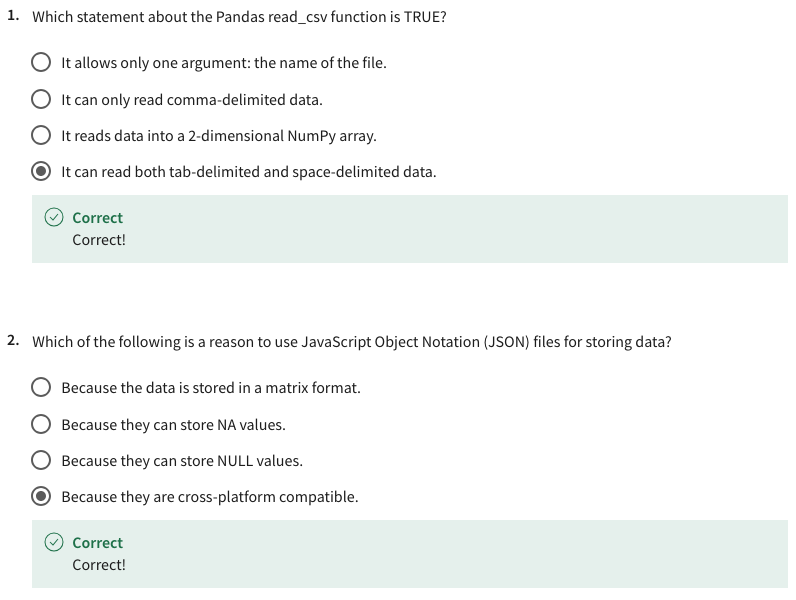 1. Which statement about the Pandas read_csv function is TRUE?
It allows only one argument: the name of the file.
It can only read comma-delimited data.
It reads data into a 2-dimensional NumPy array.
It can read both tab-delimited and space-delimited data.
Correct
Correct!
2. Which of the following is a reason to use JavaScript Object Notation (JSON) files for storing data?
Because the data is stored in a matrix format.
Because they can store NA values.
Because they can store NULL values.
Because they are cross-platform compatible.
Correct
Correct!